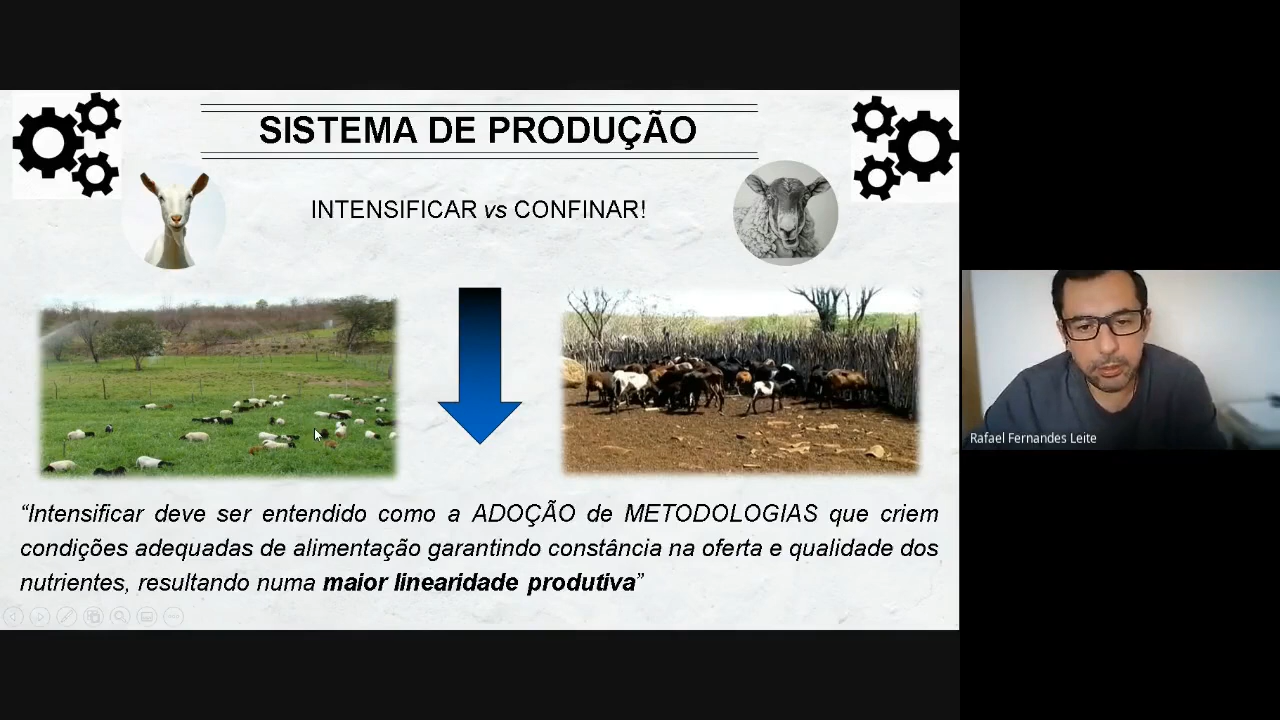 SISTEMA DE PRODUÇÃO
INTENSIFICAR vs CONFINAR!
“Intensificar deve ser entendido como a ADOÇÃO de METODOLOGIAS que criem
condições adequadas de alimentação garantindo constância na oferta e qualidade dos
nutrientes, resultando numa maior linearidade produtiva”
Rafael Fernandes Leite